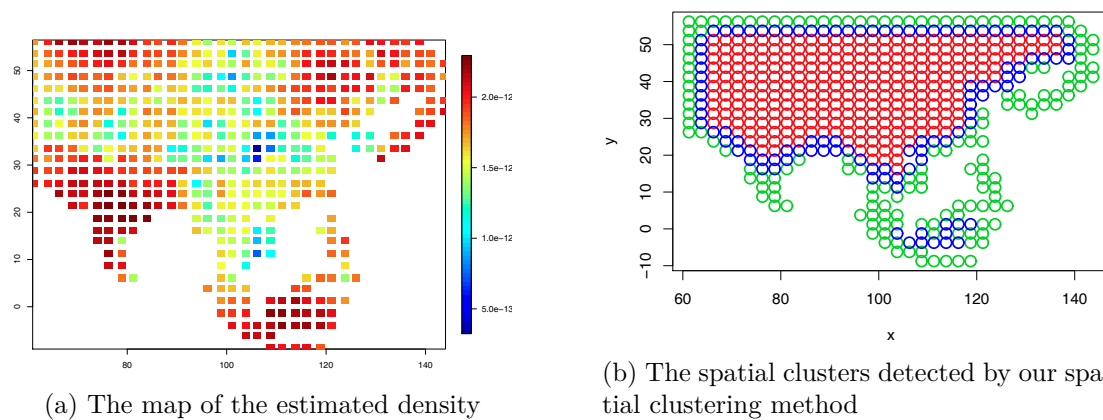 50
40
30
20
10
0
80
100
120
140
2.0e-12
1.5e-12
1.0e-12
5.0e-13
(a) The map of the estimated density
y
50
40
30
20
10
0
−10
60
80
100
120
140
x
(b) The spatial clusters detected by our spa
tial clustering method